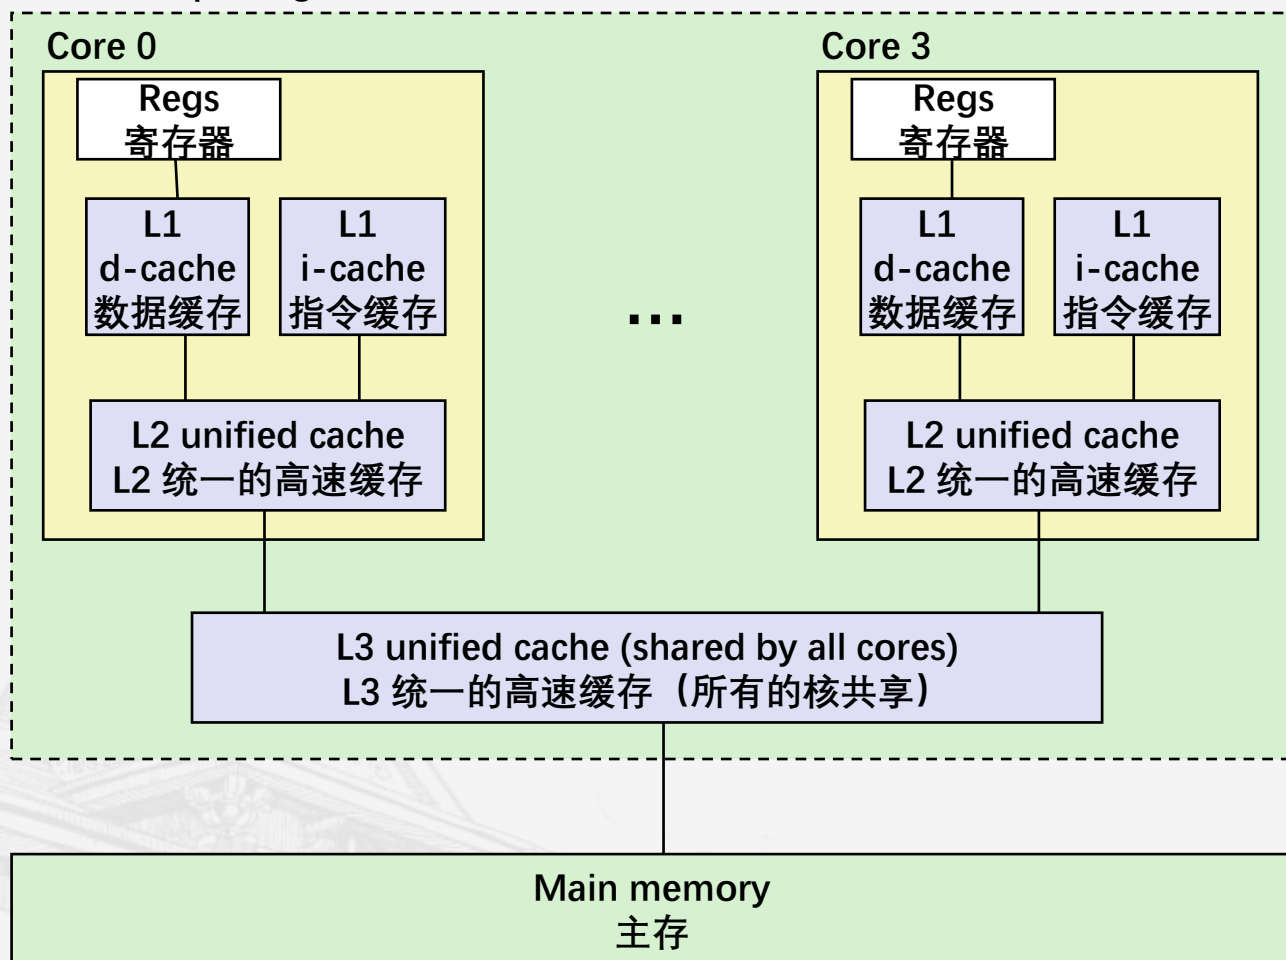 Core 0
Core 3
Regs
寄存器
Regs
寄存器
L1
d-cache
数据缓存
L1
i-cache
指令缓存
...
L1
d-cache
数据缓存
L1
i-cache
指令缓存
L2 unified cache
L2 统一的高速缓存
L2 unified cache
L2 统一的高速缓存
L3 unified cache (shared by all cores)
L3 统一的高速缓存（所有的核共享）
Main memory
主存